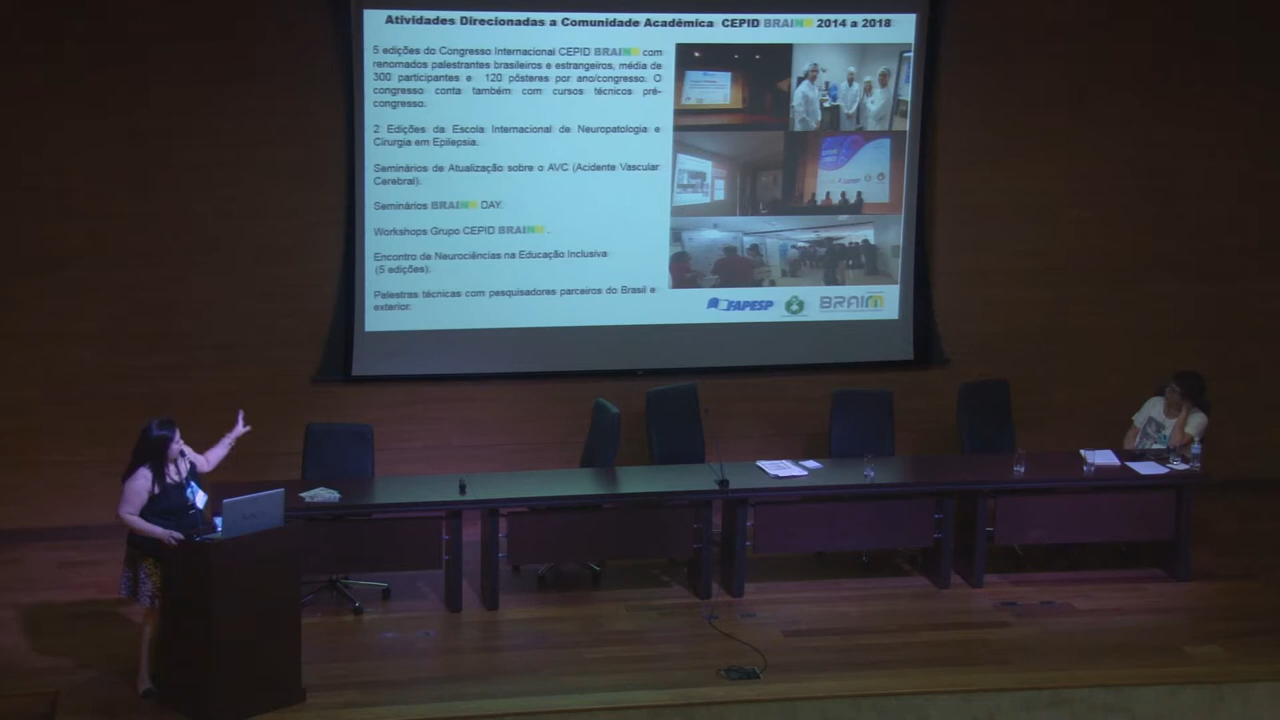 Atividades Direcionadas a Comunidade Acadêmica CEPID BRAINN 2014 a 2018
5 edições do Congresso Internacional CEPID BRAINN com
renomados palestrantes brasileiros e estrangeiros, média de
300 participantes e 120 pôsteres por ano/congresso. O
congresso conta também com cursos técnicos pré-
congresso.
2 Edições da Escola Internacional de Neuropatologia e
Cirurgia em Epilepsia.
Seminários de Atualização sobre o AVC (Acidente Vascular
Cerebral).
Seminários BRAINN DAY.
Workshops Grupo CEPID BRAINN .
Encontro de Neurociências na Educação Inclusiva
(5 edições).
Palestras técnicas com pesquisadores parceiros do Brasil e
exterior.
FAPESP
BRAINN